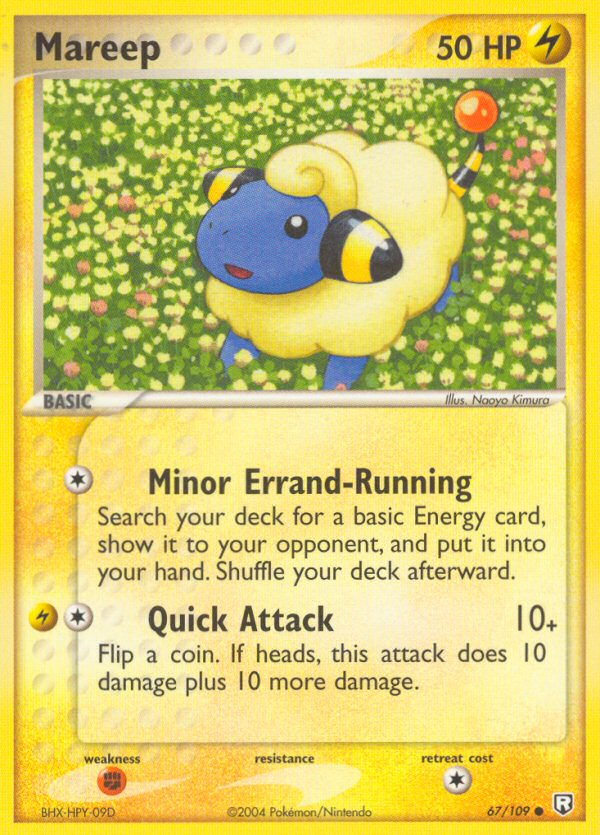 Mareep
50 HP
BASIC
Illus. Naoyo Kimura
Minor Errand-Running
Search your deck for a basic Energy card,
show it to your opponent, and put it into
your hand. Shuffle your deck afterward.
Quick Attack 10+
Flip a coin. If heads, this attack does 10
damage plus 10 more damage.
weakness resistance retreat cost
BHX-HPY-09D ©2004 Pokémon/Nintendo 67/109 R